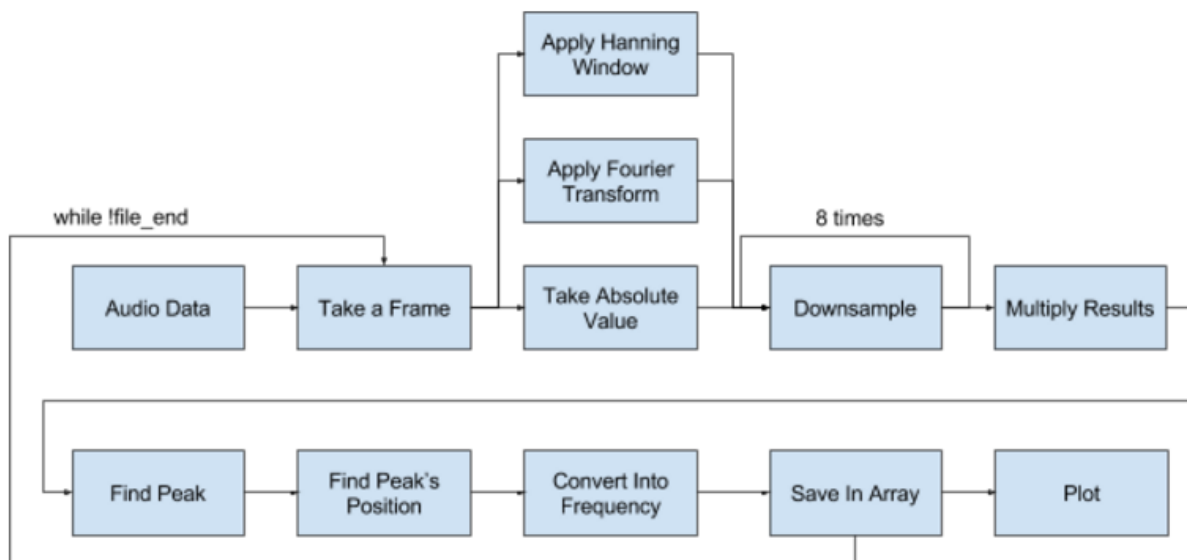 Apply Hanning
Window
Apply Fourier
Transform
while !file_end
8 times
Audio Data
Take a Frame
Take Absolute
Value
Downsample
Multiply Results
Find Peak
Find Peak's
Position
Convert Into
Frequency
Save In Array
Plot